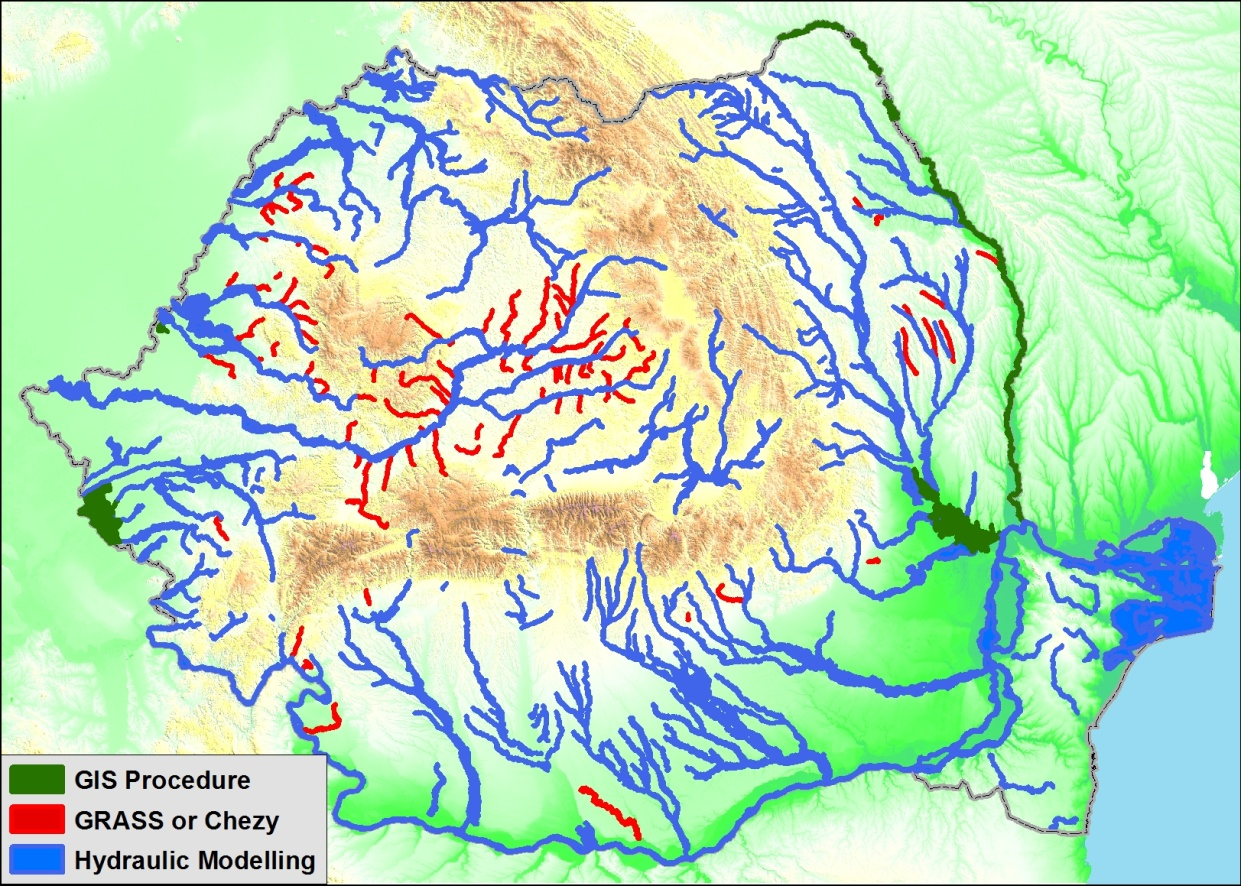 GIS Procedure
GRASS or Chezy
Hydraulic Modelling